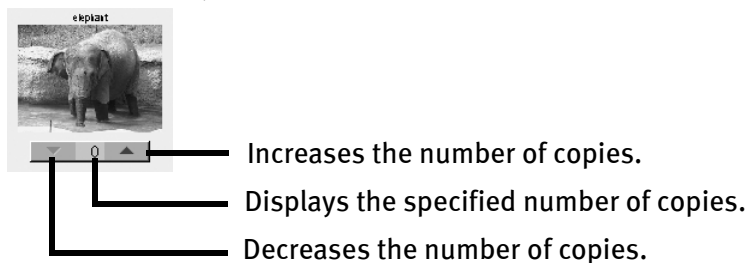 elephant
0
Increases the number of copies.
Displays the specified number of copies.
Decreases the number of copies.